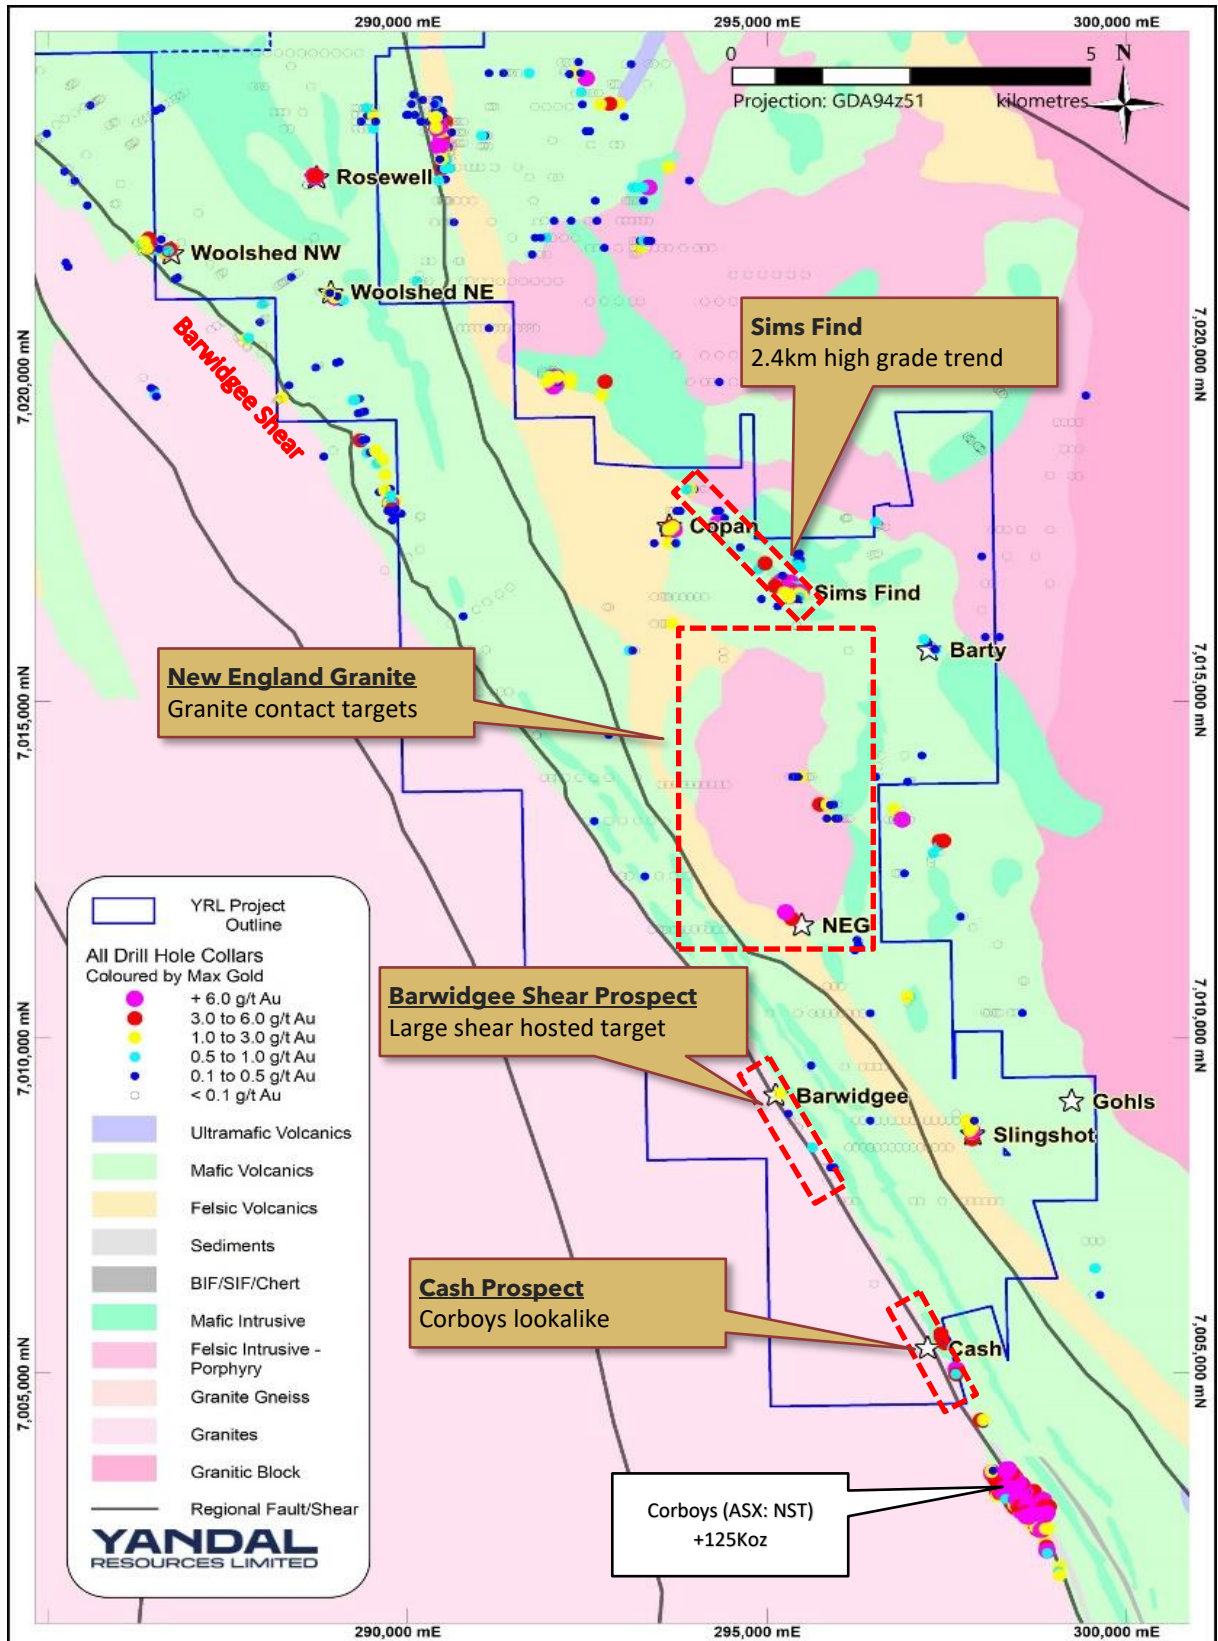 290,000 mE
295,000 mE
300,000 mE
0
5
N
Projection: GDA94z51
kilometres
Rosewell
Woolshed NW
Woolshed NE
Barwidgee Shear
Sims Find
2.4km high grade trend
7,020,000 mN
7,020,000 mN
Copan
Sims Find
Barty
New England Granite
Granite contact targets
7,015,000 mN
7,015,000 mN
NEG
Barwidgee Shear Prospect
Large shear hosted target
7,010,000 mN
7,010,000 mN
Barwidgee
Gohls
Slingshot
Cash Prospect
Corboys lookalike
Cash
7,005,000 mN
7,005,000 mN
Corboys (ASX: NST)
+125Koz
YRL Project
Outline
All Drill Hole Collars
Coloured by Max Gold
+ 6.0 g/t Au
3.0 to 6.0 g/t Au
1.0 to 3.0 g/t Au
0.5 to 1.0 g/t Au
0.1 to 0.5 g/t Au
< 0.1 g/t Au
Ultramafic Volcanics
Mafic Volcanics
Felsic Volcanics
Sediments
BIF/SIF/Chert
Mafic Intrusive
Felsic Intrusive -
Porphyry
Granite Gneiss
Granites
Granitic Block
Regional Fault/Shear
YANDAL
RESOURCES LIMITED
290,000 mE
295,000 mE
300,000 mE